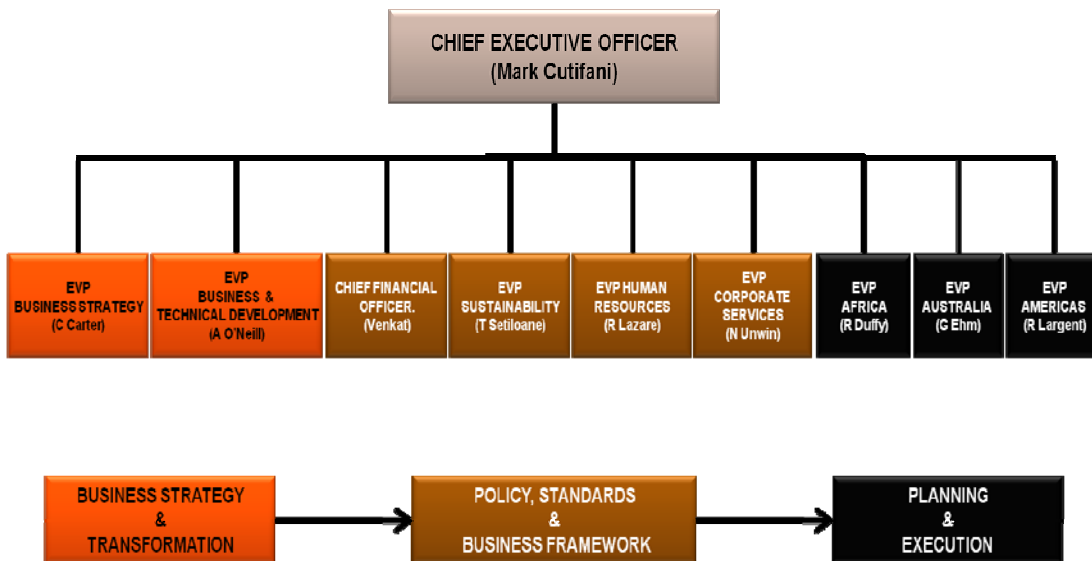 CHIEF EXECUTIVE OFFICER
(Mark Cutifani)
EVP
BUSINESS STRATEGY
(C Carter)
EVP
BUSINESS &
TECHNICAL DEVELOPMENT
(A O'Neill)
CHIEF FINANCIAL
OFFICER.
(Venkat)
EVP
SUSTAINABILITY
(T Setiloane)
EVP HUMAN
RESOURCES
(R Lazare)
EVP
CORPORATE
SERVICES
(N Unwin)
EVP
AFRICA
(R Duffy)
EVP
AUSTRALIA
(G Ehm)
EVP
AMERICAS
(R Largent)
BUSINESS STRATEGY
&
TRANSFORMATION
POLICY, STANDARDS
&
BUSINESS FRAMEWORK
PLANNING
&
EXECUTION